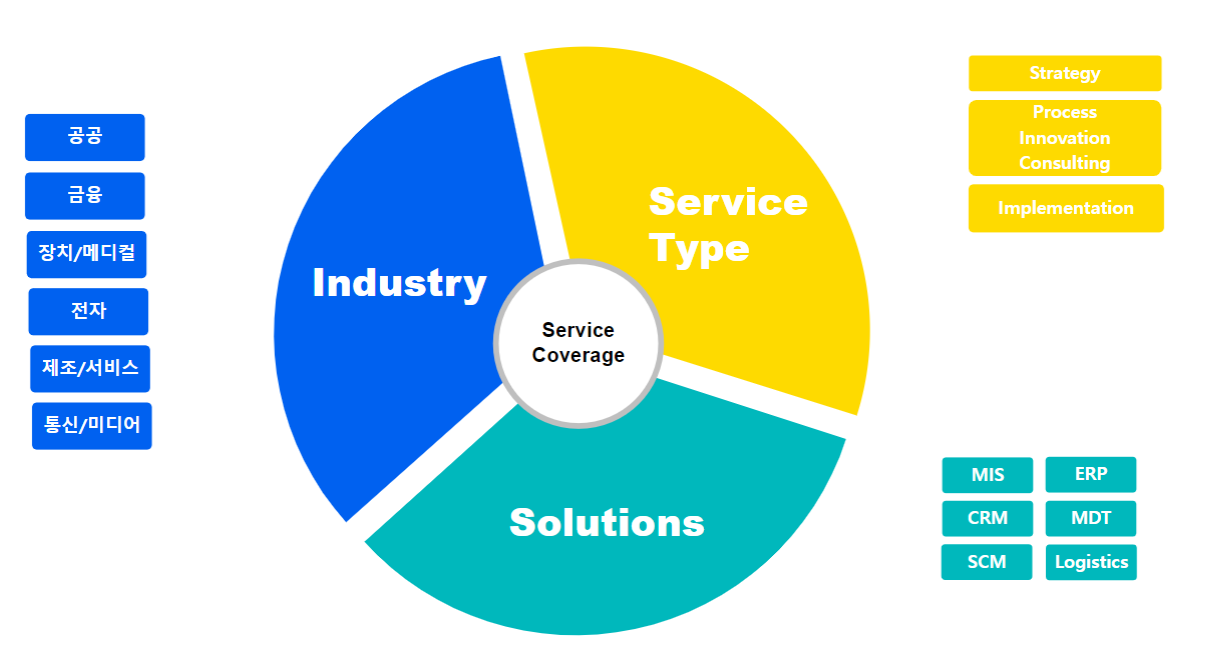 공공
금융
장치/메디컬
전자
제조/서비스
통신/미디어
Industry
Service
Type
Service
Coverage
Solutions
Strategy
Process
Innovation
Consulting
Implementation
MIS
ERP
CRM
MDT
SCM
Logistics